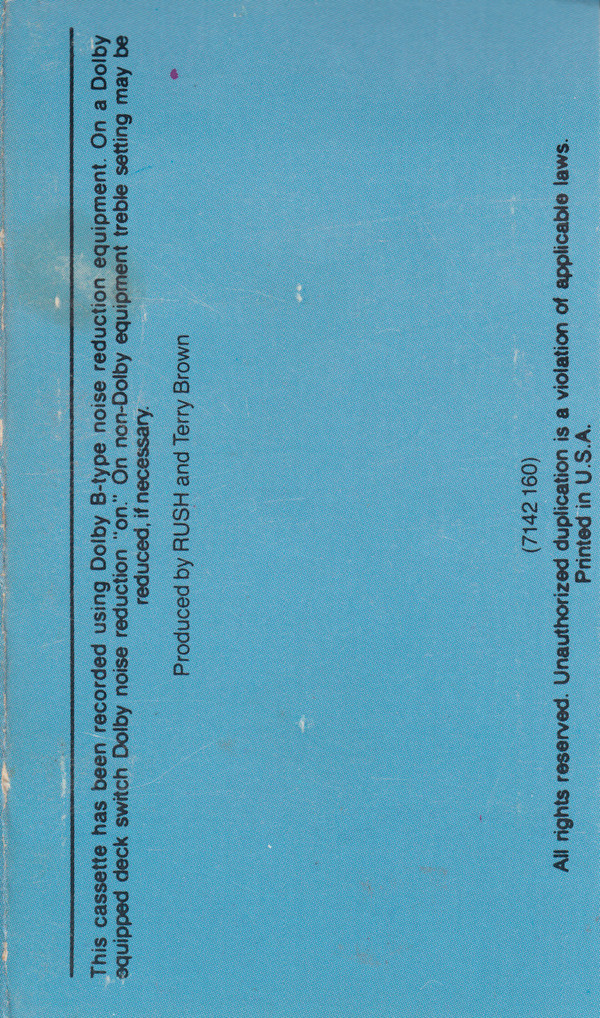 This cassette has been recorded using Dolby B-type noise reduction equipment. On a Dolby
equipped deck switch Dolby noise reduction "on." On non-Dolby equipment treble setting may be
reduced, if necessary.
Produced by RUSH and Terry Brown
(7142 160)
All rights reserved. Unauthorized duplication is a violation of applicable laws.
Printed in U.S.A.